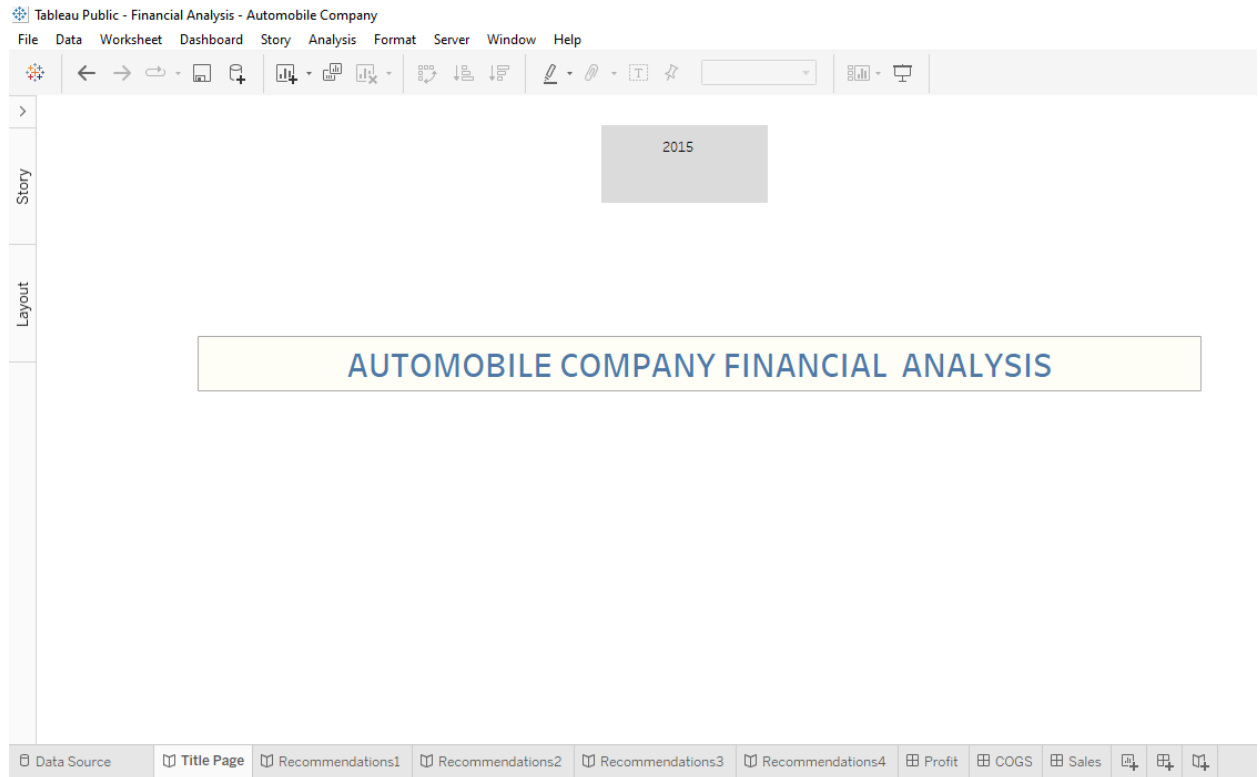 Tableau Public - Financial Analysis - Automobile Company
File Data Worksheet Dashboard Story Analysis Format Server Window Help
T
2015
Story
Layout
AUTOMOBILE COMPANY FINANCIAL ANALYSIS
Data Source Title Page Recommendations1 Recommendations2 Recommendations3 Recommendations4 Profit COGS Sales